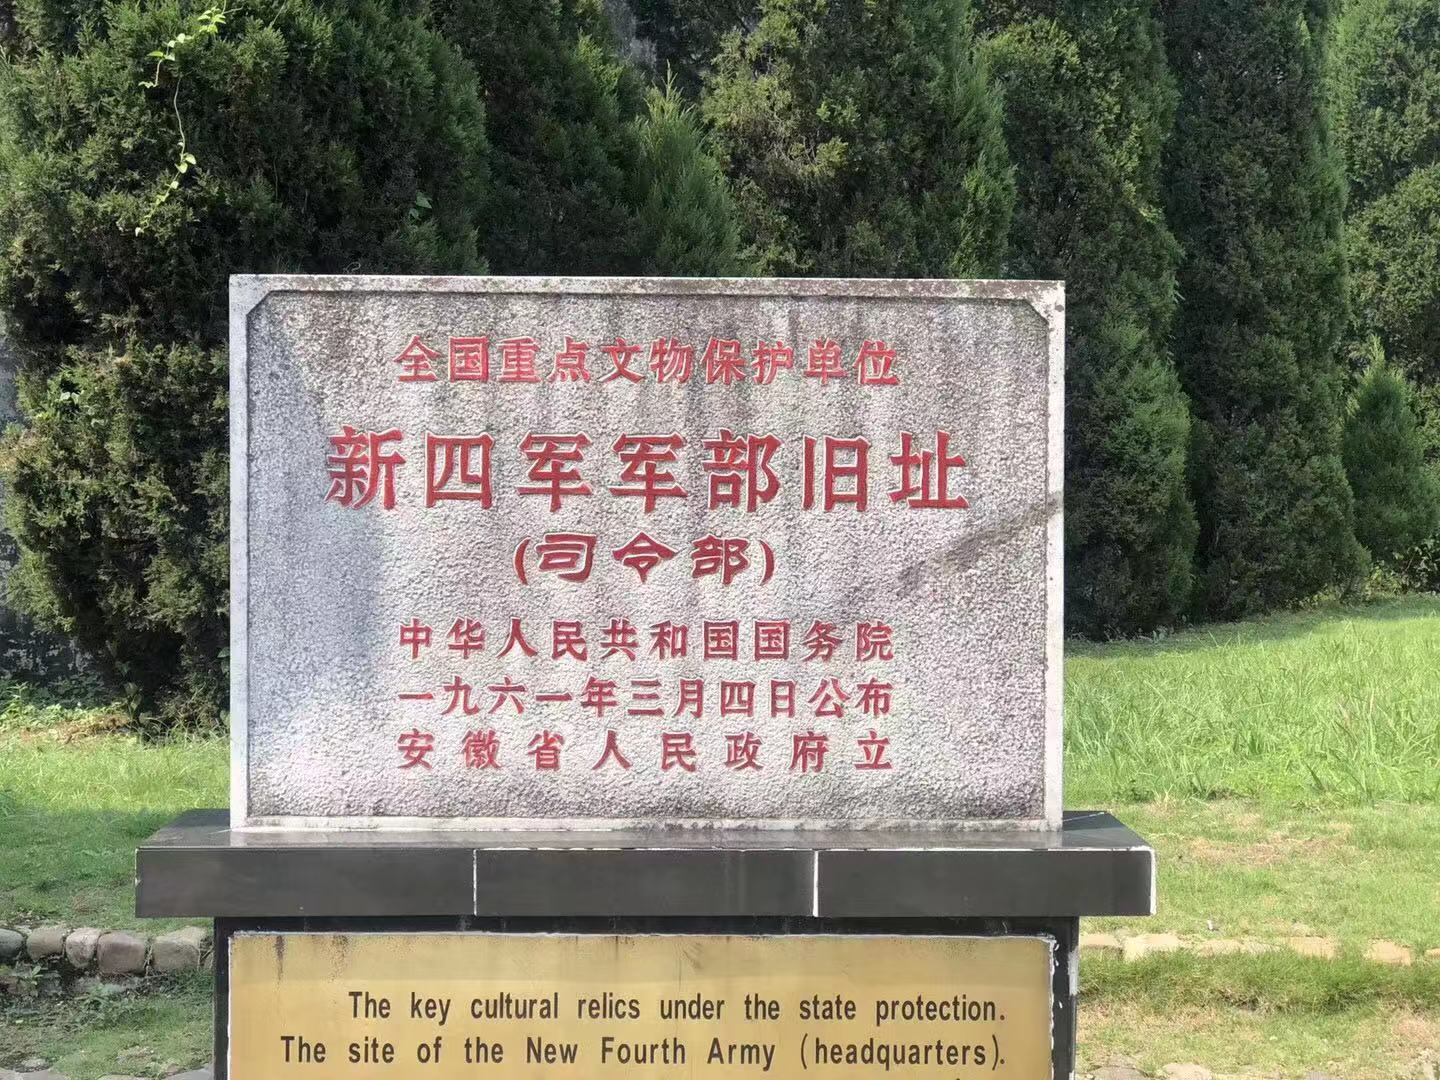 全国重点文物保护单位
新四军军部旧址
(司令部)
中华人民共和国国务院
一九六一年三月四日公布
安徽省人民政府立
The key cultural relics under the state protection.
The site of the New Fourth Army (headquarters).